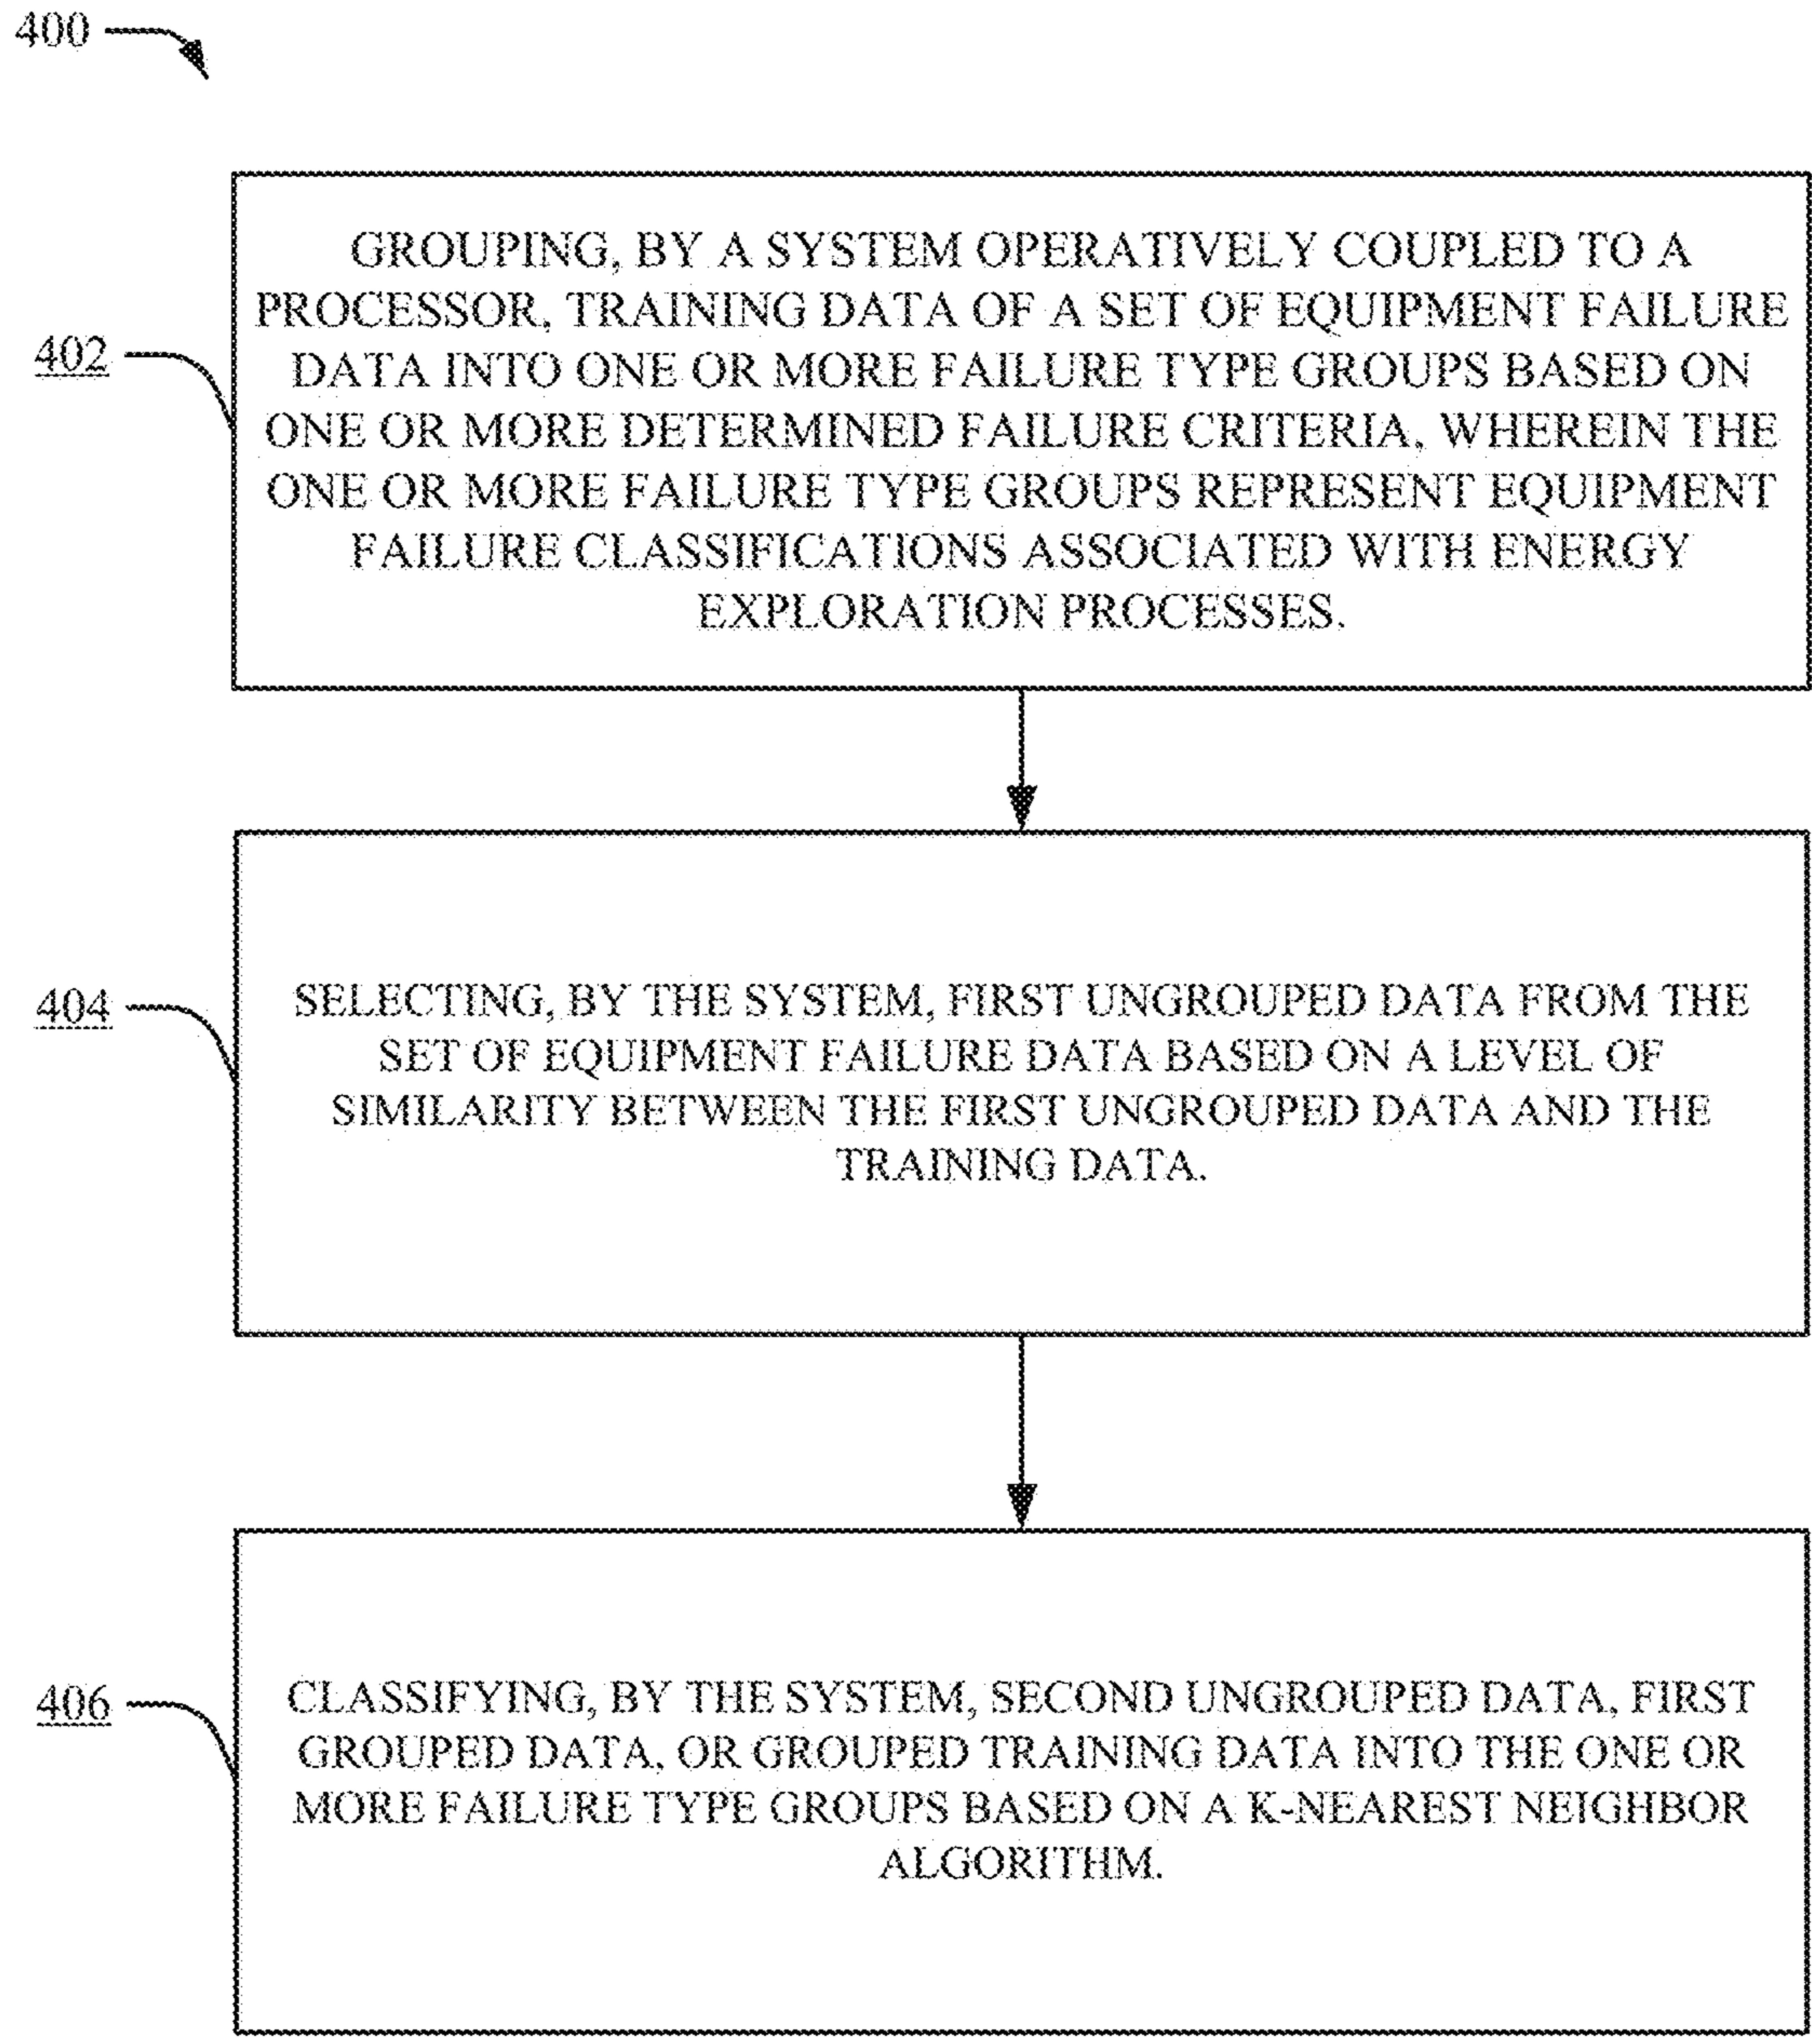 400
GROUPING, BY A SYSTEM OPERATIVELY COUPLED TO A
PROCESSOR, TRAINING DATA OF A SET OF EQUIPMENT FAILURE
402
DATA INTO ONE OR MORE FAILURE TYPE GROUPS BASED ON
ONE OR MORE DETERMINED FAILURE CRITERIA, WHEREIN THE
ONE OR MORE FAILURE TYPE GROUPS REPRESENT EQUIPMENT
FAILURE CLASSIFICATIONS ASSOCIATED WITH ENERGY
EXPLORATION PROCESSES.
404
SELECTING, BY THE SYSTEM, FIRST UNGROUPED DATA FROM THE
SET OF EQUIPMENT FAILURE DATA BASED ON A LEVEL OF
SIMILARITY BETWEEN THE FIRST UNGROUPED DATA AND THE
TRAINING DATA.
406
CLASSIFYING, BY THE SYSTEM, SECOND UNGROUPED DATA, FIRST
GROUPED DATA, OR GROUPED TRAINING DATA INTO THE ONE OR
MORE FAILURE TYPE GROUPS BASED ON A K-NEAREST NEIGHBOR
ALGORITHM.